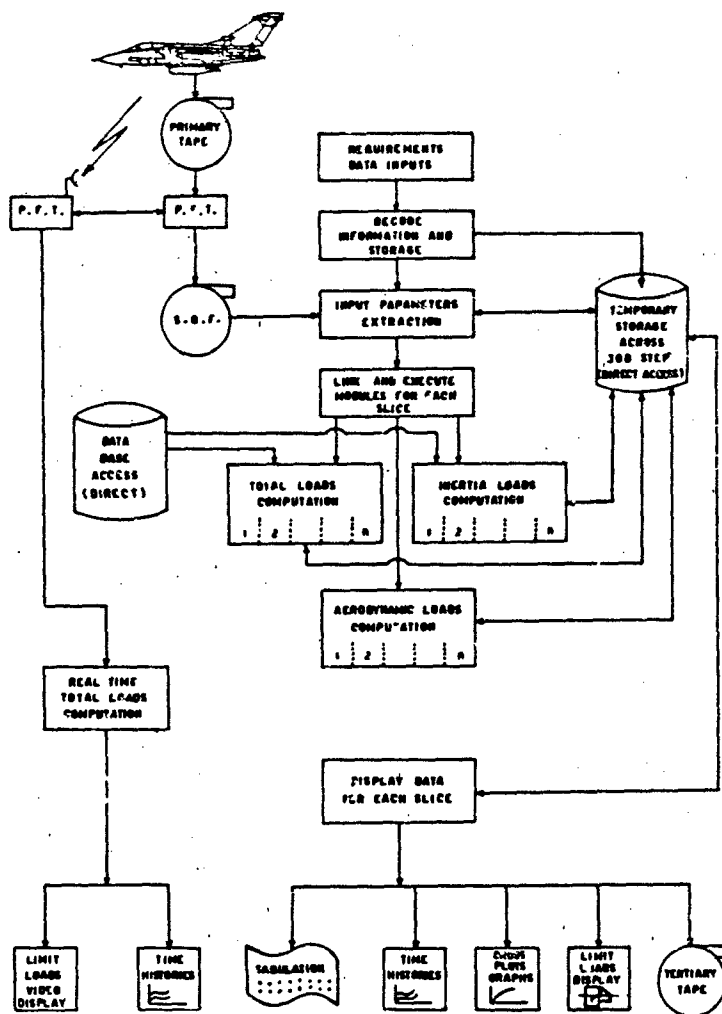 PRIMARY
TAPE
REQUIREMENTS
DATA INPUTS
P.F.T.
P.F.T.
DECODE
INFORMATION AND
STORAGE
S.O.F.
INPUT PARAMETERS
EXTRACTION
TEMPORARY
STORAGE
ACROSS
JOB STEP
(DIRECT ACCESS)
LINK AND EXECUTE
MODULES FOR EACH
SLICE
DATA
BASE
ACCESS
(DIRECT)
TOTAL LOADS
COMPUTATION
1 2 n
INERTIA LOADS
COMPUTATION
1 2 n
AERODYNAMIC LOADS
COMPUTATION
1 2 n
REAL TIME
TOTAL LOADS
COMPUTATION
DISPLAY DATA
FOR EACH SLICE
LIMIT
LOADS
VIDEO
DISPLAY
TIME
HISTORIES
TABULATION
TIME
HISTORIES
CROSS
PLOTS
GRAPHS
LIMIT
LOADS
DISPLAY
TERTIARY
TAPE